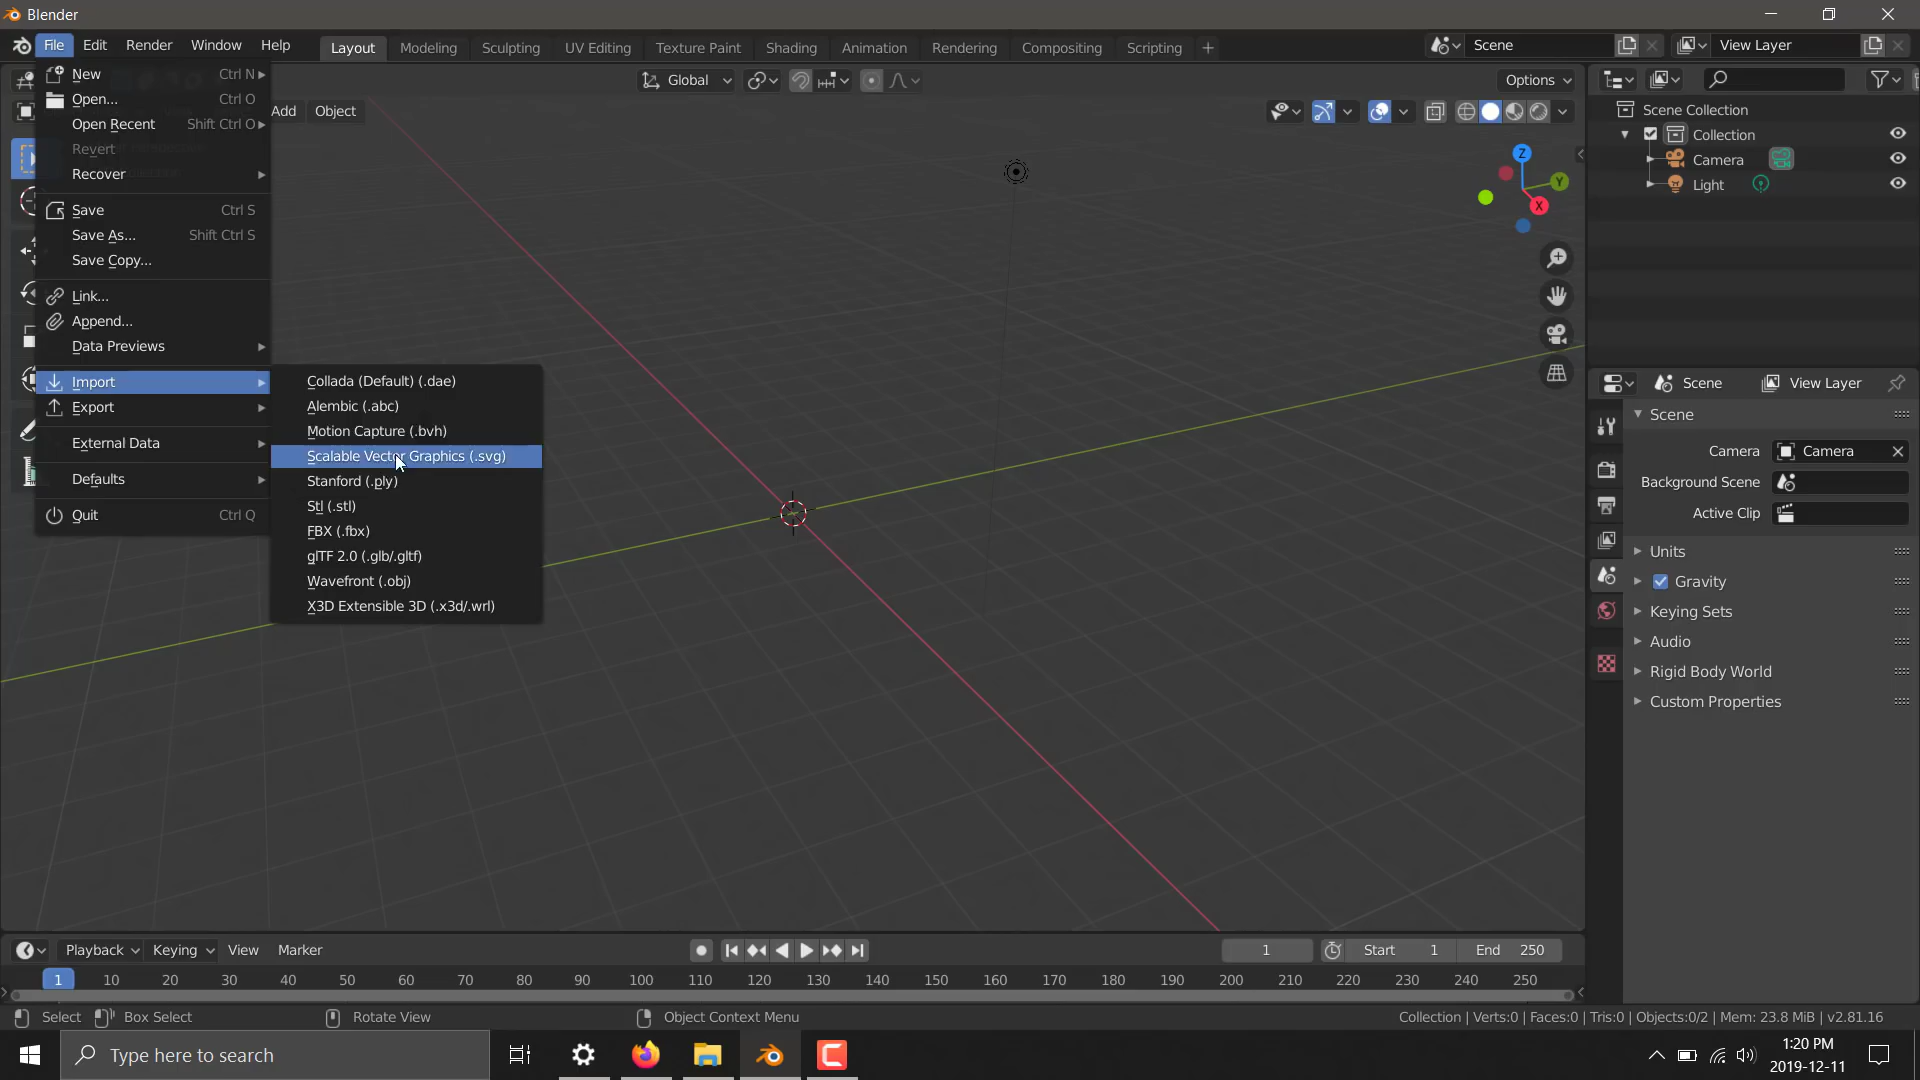 Blender
File Edit Render Window Help Layout Modeling Sculpting UV Editing Texture Paint Shading Animation Rendering Compositing Scripting + Scene View Layer
New Ctrl N
Open... Ctrl O
Open Recent Shift Ctrl O
Revert
Recover
Save Ctrl S
Save As... Shift Ctrl S
Save Copy...
Link...
Append...
Data Previews
Import
Export
External Data
Defaults
Quit Ctrl Q
Collada (Default) (.dae)
Alembic (.abc)
Motion Capture (.bvh)
Scalable Vector Graphics (.svg)
Stanford (.ply)
Stl (.stl)
FBX (.fbx)
glTF 2.0 (.glb/.gltf)
Wavefront (.obj)
X3D Extensible 3D (.x3d/.wrl)
Global
Options
Add Object
Z
Y
X
Scene Collection
Collection
Camera
Light
Scene View Layer
Scene
Camera Camera
Background Scene
Active Clip
Units
Gravity
Keying Sets
Audio
Rigid Body World
Custom Properties
Playback Keying View Marker 1 Start 1 End 250
1 10 20 30 40 50 60 70 80 90 100 110 120 130 140 150 160 170 180 190 200 210 220 230 240 250
Select Box Select Rotate View Object Context Menu Collection | Verts:0 | Faces:0 | Tris:0 | Objects:0/2 | Mem: 23.8 MiB | v2.81.16
Type here to search
1:20 PM
2019-12-11